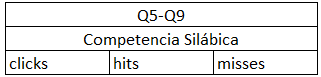 Q5-Q9
Competencia Silábica
clicks hits misses